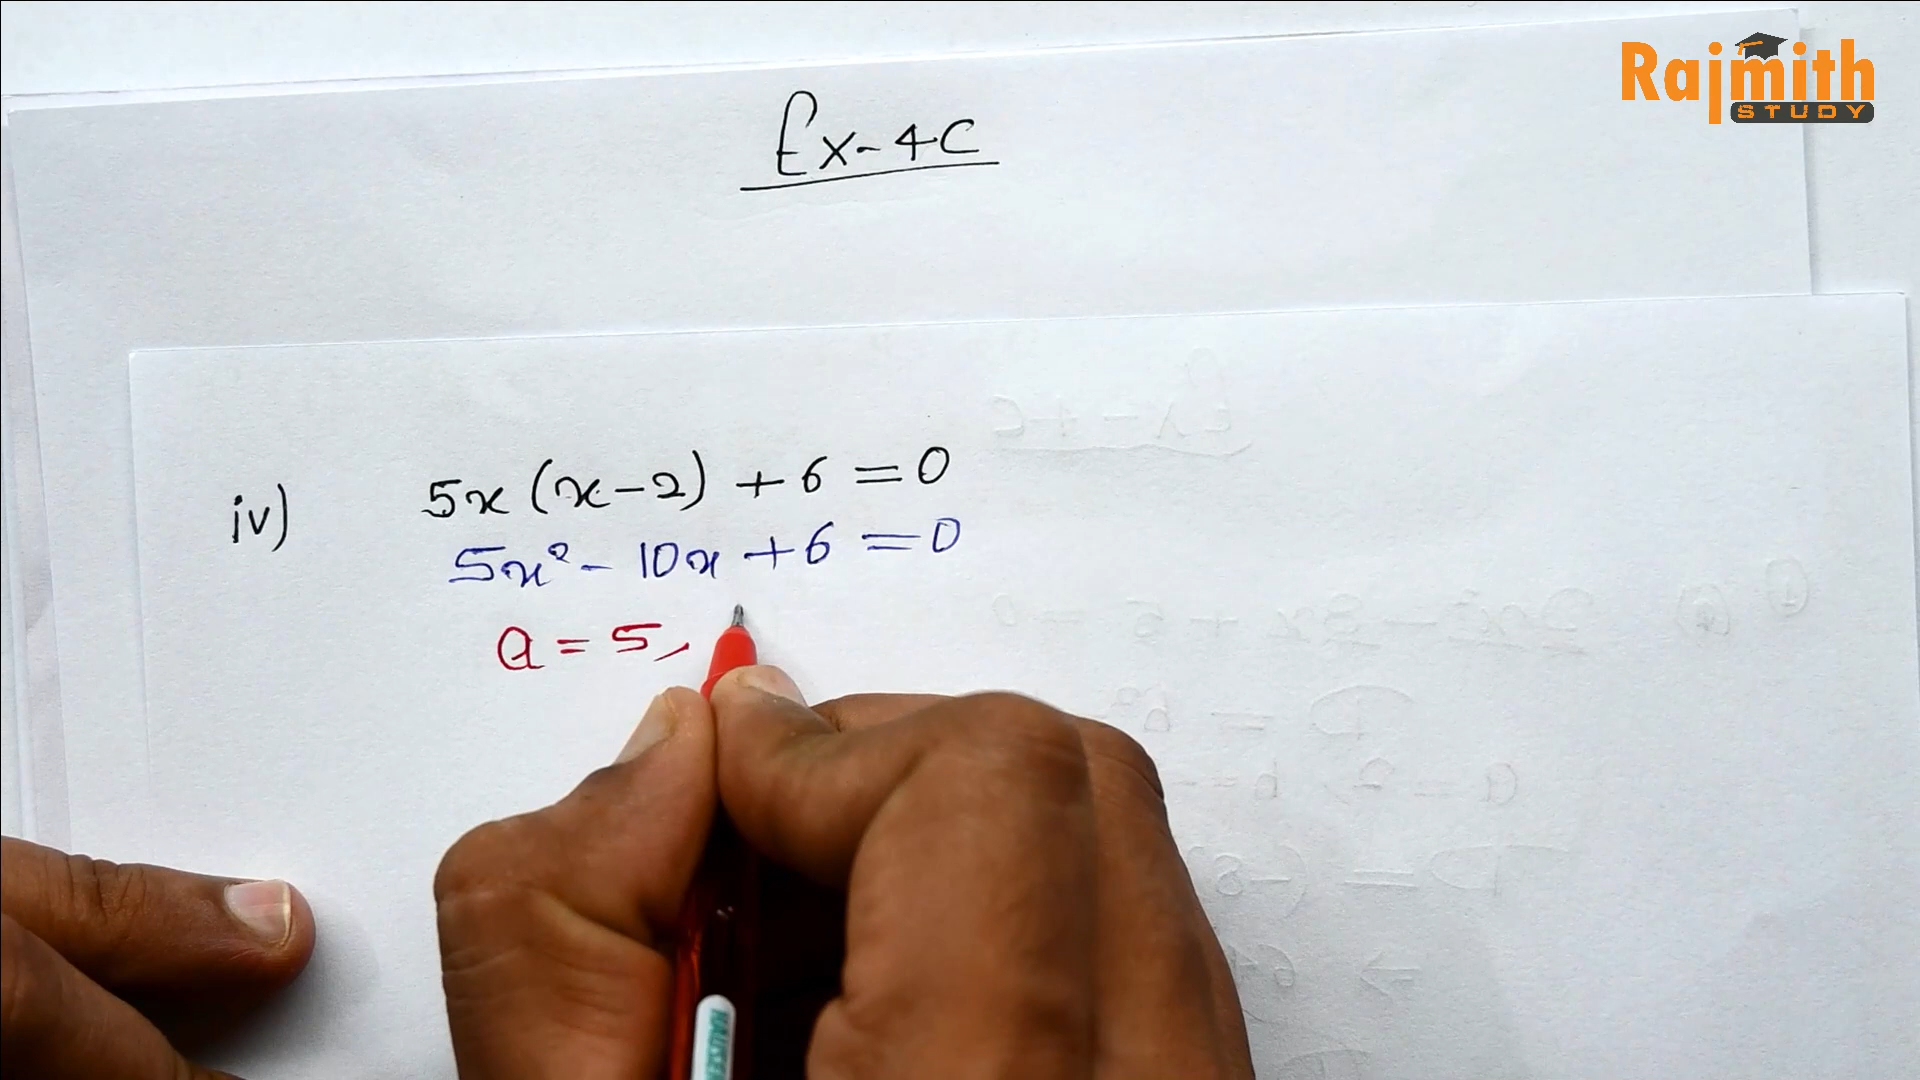 Rajmith
STUDY
Ex-4C
iv) 5x (x-2) + 6 = 0
5x² - 10x + 6 = 0
a = 5,